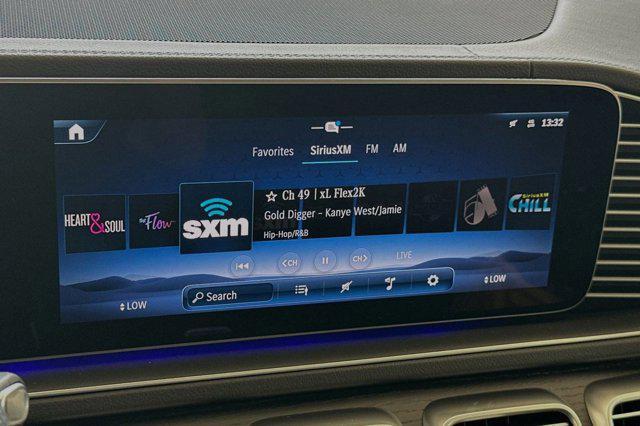 13:32
Favorites SiriusXM FM AM
HEART & SOUL
the Flow
sxm
Ch 49 | xL Flex2K
Gold Digger - Kanye West/Jamie
Hip-Hop/R&B
SiriusXM
CHILL
<CH CH> LIVE
LOW
Search
LOW